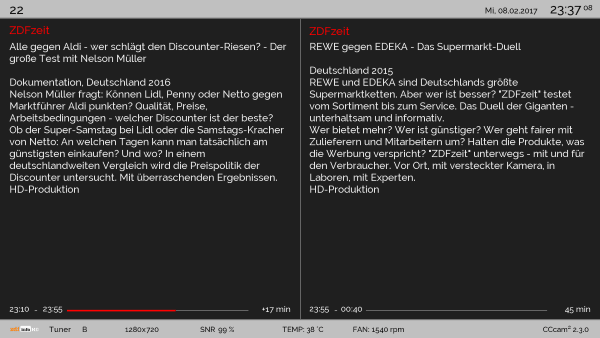 22
Mi, 08.02.2017 23:37 08
ZDFzeit
Alle gegen Aldi - wer schlägt den Discounter-Riesen? - Der
große Test mit Nelson Müller
Dokumentation, Deutschland 2016
Nelson Müller fragt: Können Lidl, Penny oder Netto gegen
Marktführer Aldi punkten? Qualität, Preise,
Arbeitsbedingungen - welcher Discounter ist der beste?
Ob der Super-Samstag bei Lidl oder die Samstags-Kracher
von Netto: An welchen Tagen kann man tatsächlich am
günstigsten einkaufen? Und wo? In einem
deutschlandweiten Vergleich wird die Preispolitik der
Discounter untersucht. Mit überraschenden Ergebnissen.
HD-Produktion
23:10 - 23:55 +17 min
ZDFzeit
REWE gegen EDEKA - Das Supermarkt-Duell
Deutschland 2015
REWE und EDEKA sind Deutschlands größte
Supermarktketten. Aber wer ist besser? "ZDFzeit" testet
vom Sortiment bis zum Service. Das Duell der Giganten -
unterhaltsam und informativ.
Wer bietet mehr? Wer ist günstiger? Wer geht fairer mit
Zulieferern und Mitarbeitern um? Halten die Produkte, was
die Werbung verspricht? "ZDFzeit" unterwegs - mit und für
den Verbraucher. Vor Ort, mit versteckter Kamera, in
Laboren, mit Experten.
HD-Produktion
23:55 - 00:40 45 min
Tuner B 1280x720 SNR 99 % TEMP: 38 °C FAN: 1540 rpm CCcam² 2.3.0